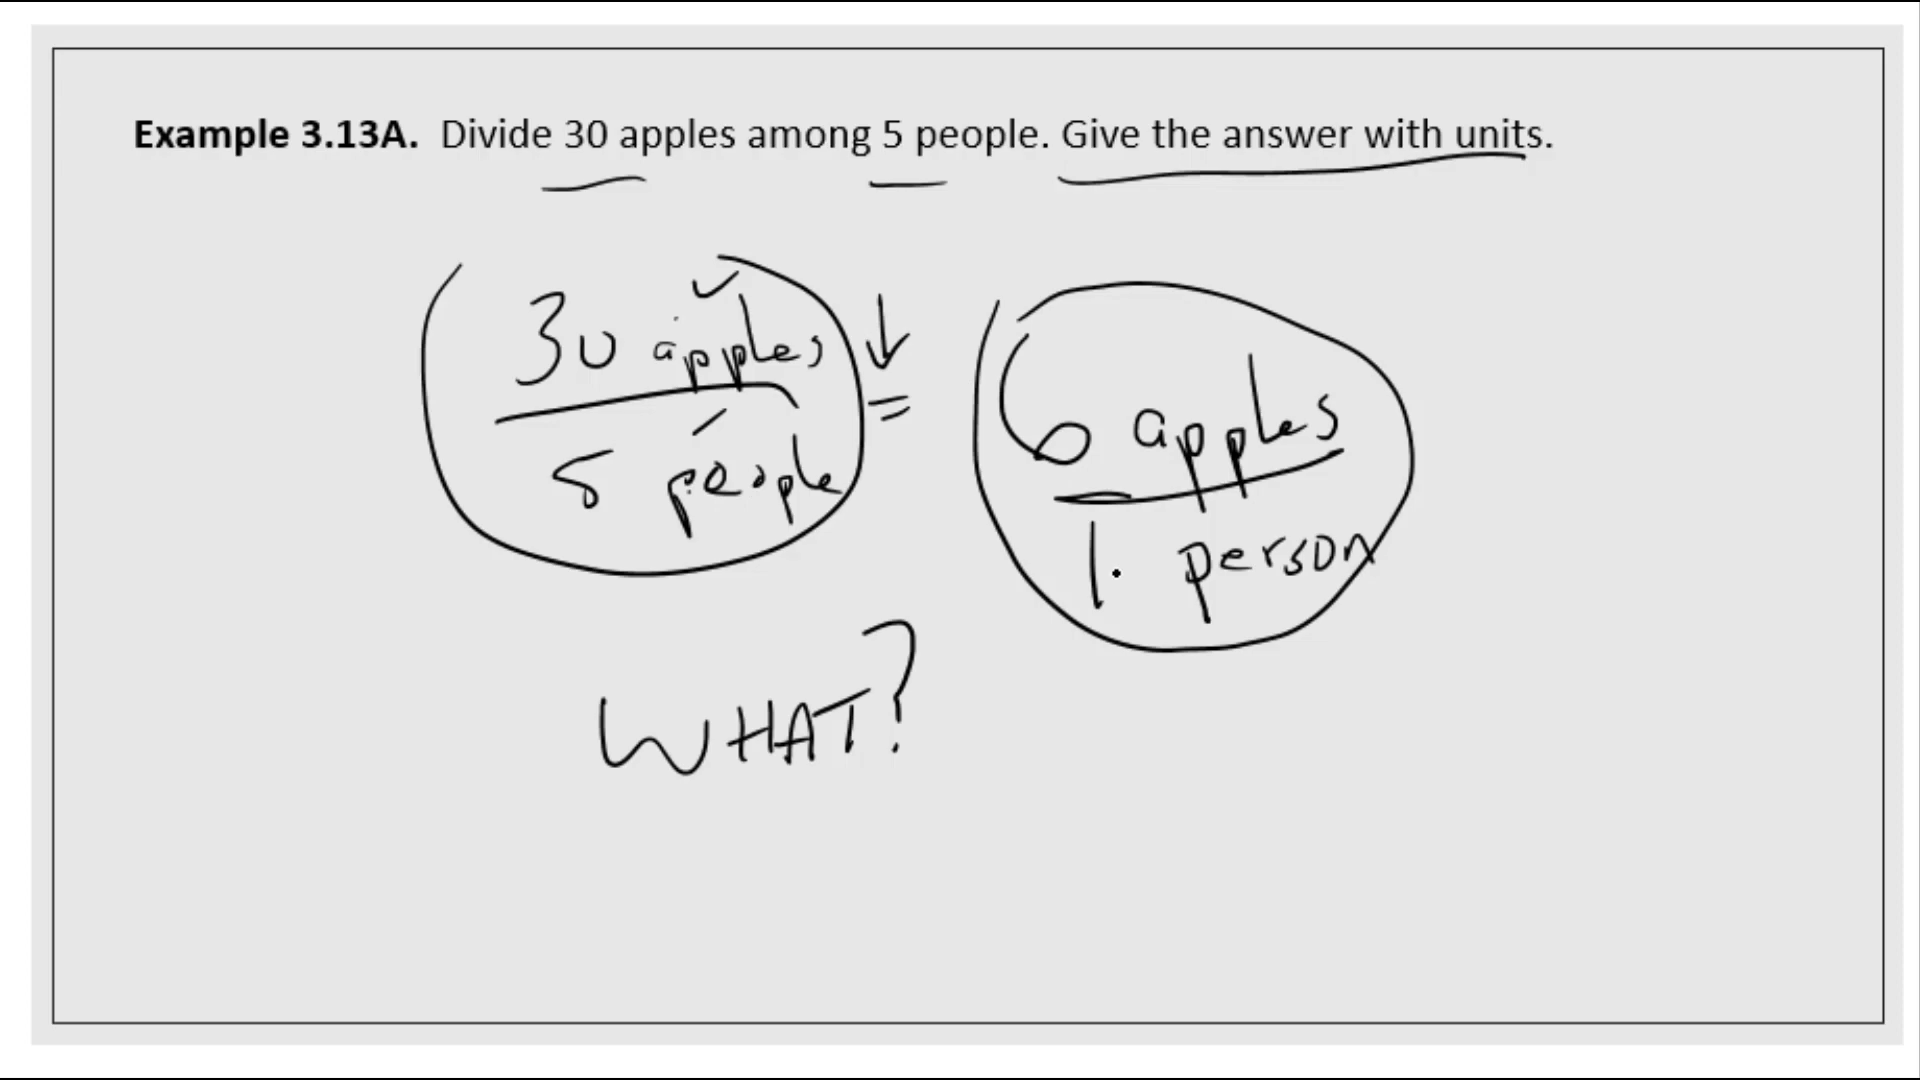 Example 3.13A. Divide 30 apples among 5 people. Give the answer with units.
30 apples
5 people
=
6 apples
1 person
WHAT?